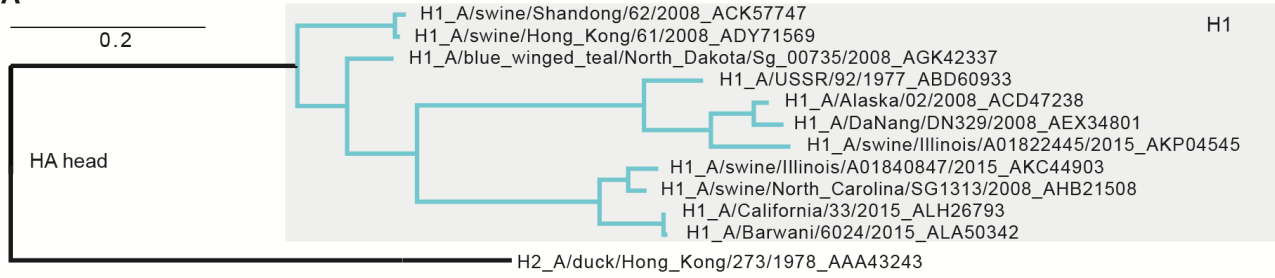 H1_A/swine/Shandong/62/2008_ACK57747
H1
H1_A/swine/Hong_Kong/61/2008_ADY71569
0.2
H1_A/blue_winged_teal/North_Dakota/Sg_00735/2008_AGK42337
H1_A/USSR/92/1977_ABD60933
H1_A/Alaska/02/2008_ACD47238
H1_A/DaNang/DN329/2008_AEX34801
H1_A/swine/Illinois/A01822445/2015_AKP04545
HA head
H1_A/swine/Illinois/A01840847/2015_AKC44903
H1_A/swine/North_Carolina/SG1313/2008_AHB21508
H1_A/California/33/2015_ALH26793
H1_A/Barwani/6024/2015_ALA50342
H2_A/duck/Hong_Kong/273/1978_AAA43243